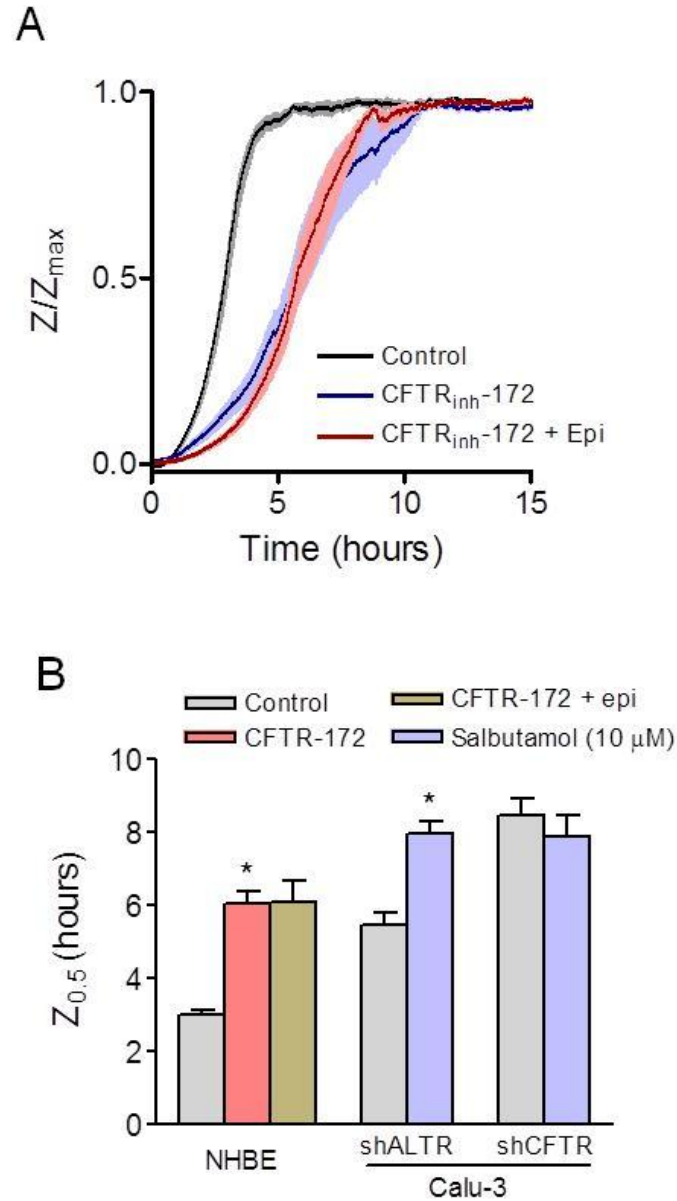 A
1.0
0.5
0.0
Z/Zmax
Control
CFTRinh-172
CFTRinh-172 + Epi
0 5 10 15
Time (hours)
B
Control CFTR-172 + epi
CFTR-172 Salbutamol (10 μM)
10
8
6
4
2
0
Z0.5 (hours)
* *
NHBE shALTR shCFTR
Calu-3